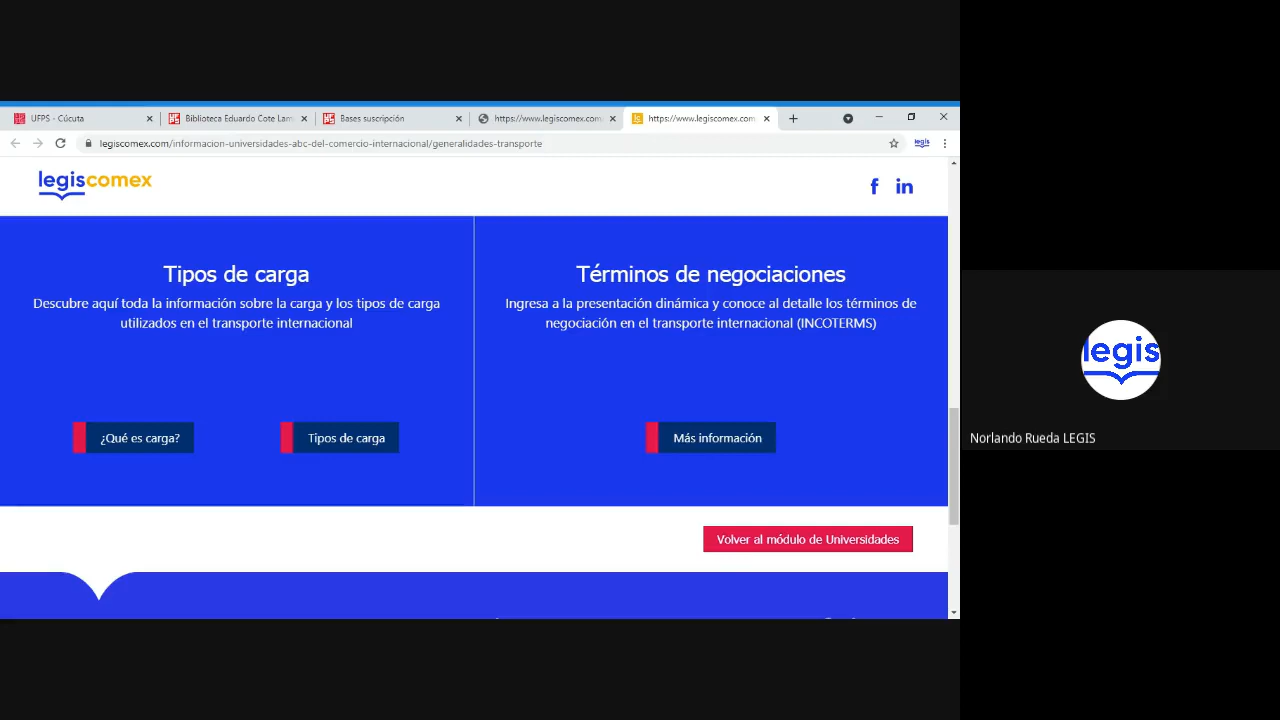 UFPS - Cúcuta
Biblioteca Eduardo Cote Lam
Bases suscripción
https://www.legiscomex.com
https://www.legiscomex.com
legiscomex.com/informacion-universidades-abc-del-comercio-internacional/generalidades-transporte
legis
legiscomex
f in
Tipos de carga
Descubre aquí toda la información sobre la carga y los tipos de carga
utilizados en el transporte internacional
¿Qué es carga?
Tipos de carga
Términos de negociaciones
Ingresa a la presentación dinámica y conoce al detalle los términos de
negociación en el transporte internacional (INCOTERMS)
Más información
Volver al módulo de Universidades
legis
Norlando Rueda LEGIS